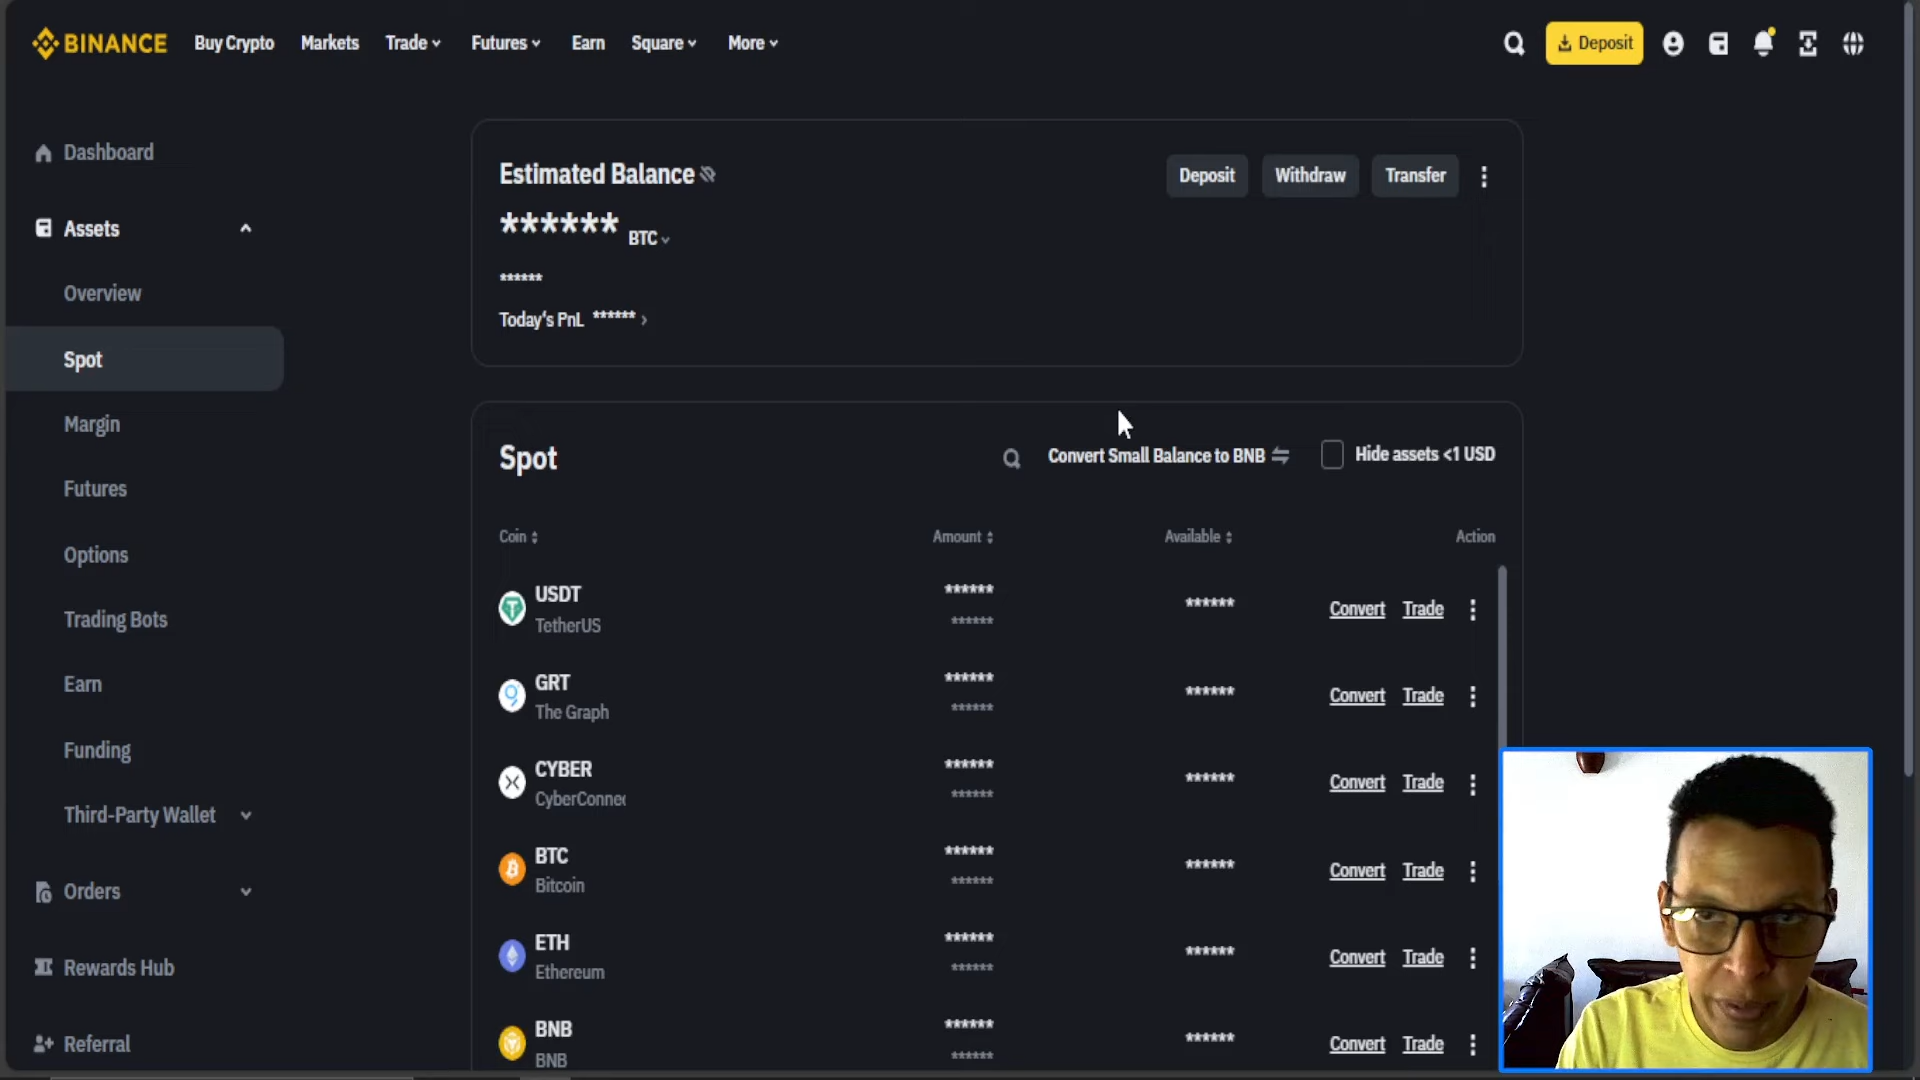 BINANCE Buy Crypto Markets Trade Futures Earn Square More Deposit
Dashboard
Assets
Overview
Spot
Margin
Futures
Options
Trading Bots
Earn
Funding
Third-Party Wallet
Orders
Rewards Hub
Referral
Estimated Balance Deposit Withdraw Transfer
****** BTC
******
Today's PnL ******
Spot Convert Small Balance to BNB Hide assets <1 USD
Coin Amount Available Action
USDT ****** ****** Convert Trade
TetherUS ******
GRT ****** ****** Convert Trade
The Graph ******
CYBER ****** ****** Convert Trade
CyberConnec ******
BTC ****** ****** Convert Trade
Bitcoin ******
ETH ****** ****** Convert Trade
Ethereum ******
BNB ****** ****** Convert Trade
BNB ******